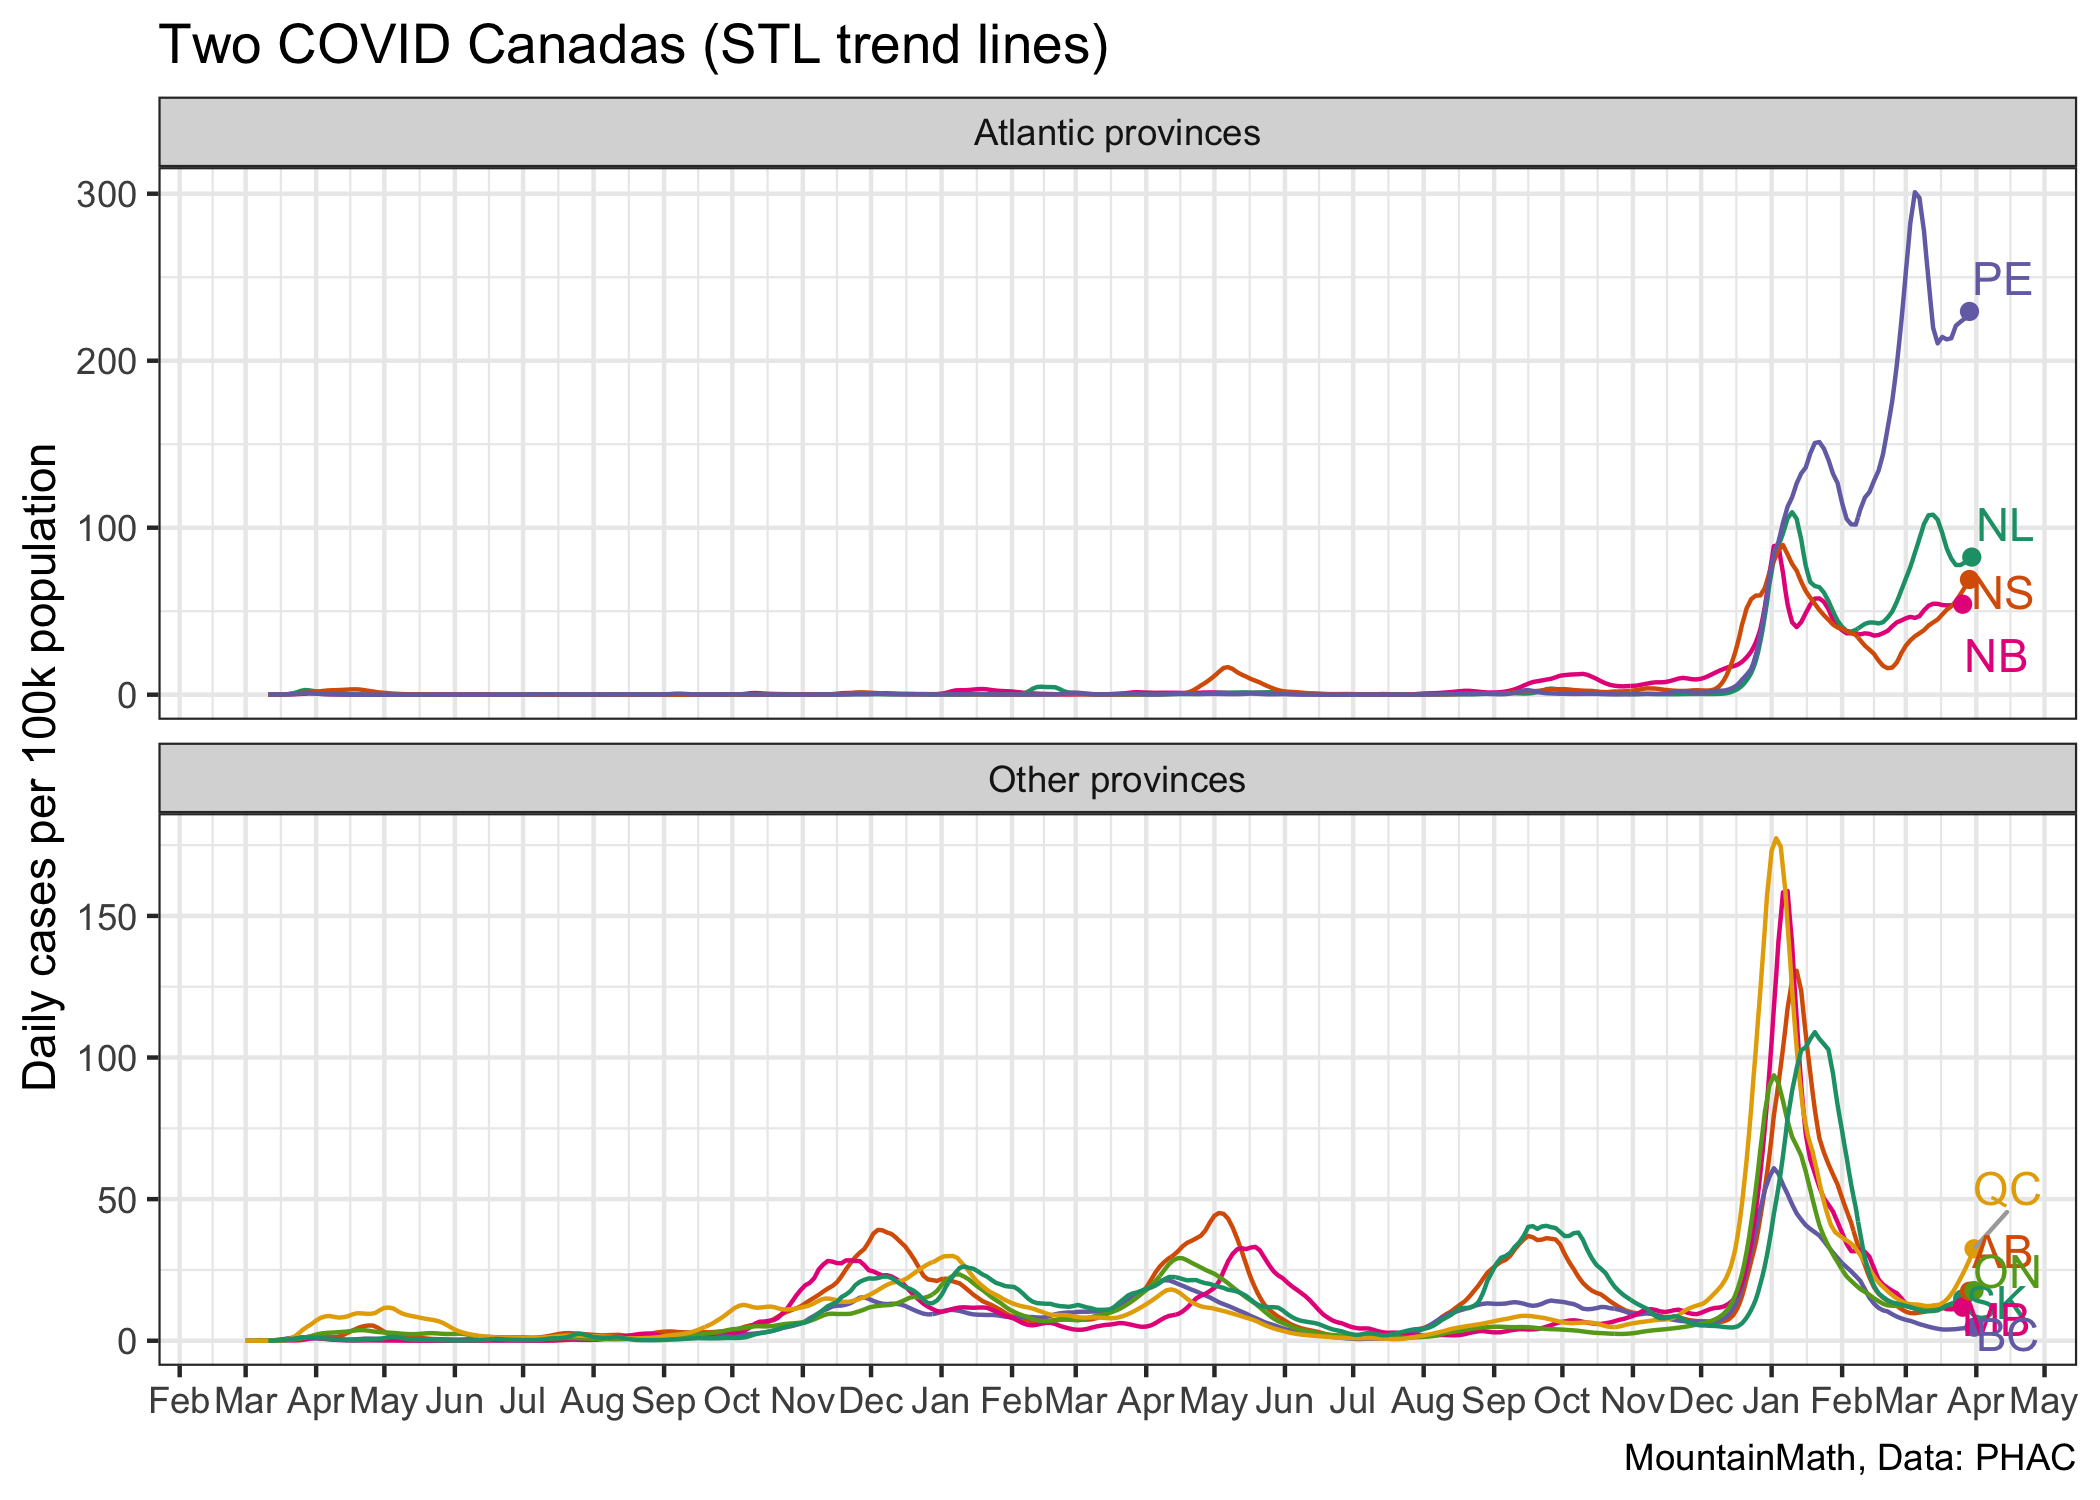 Two COVID Canadas (STL trend lines)
Atlantic provinces
300
200
100
0
PE
NL
NS
NB
Daily cases per 100k population
Other provinces
150
100
50
0
QC
AB
ON
SK
MB
BC
Feb Mar Apr May Jun Jul Aug Sep Oct Nov Dec Jan Feb Mar Apr May Jun Jul Aug Sep Oct Nov Dec Jan Feb Mar Apr May
MountainMath, Data: PHAC